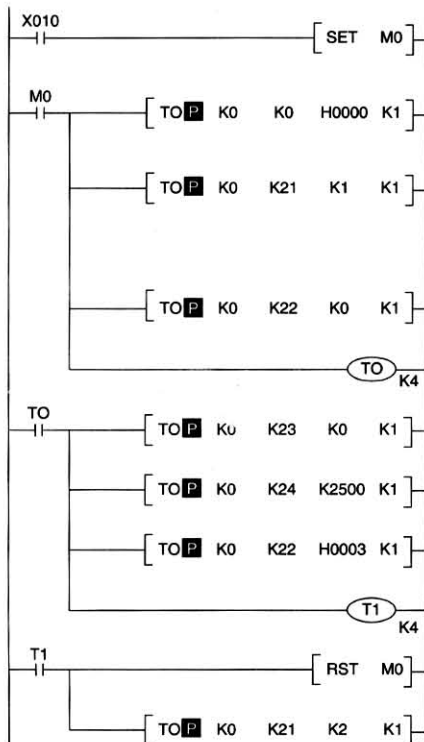 X010
SET M0
M0
TO P K0 K0 H0000 K1
TO P K0 K21 K1 K1
TO P K0 K22 K0 K1
TO
K4
TO
TO P K0 K23 K0 K1
TO P K0 K24 K2500 K1
TO P K0 K22 H0003 K1
T1
K4
T1
RST M0
TO P K0 K21 K2 K1